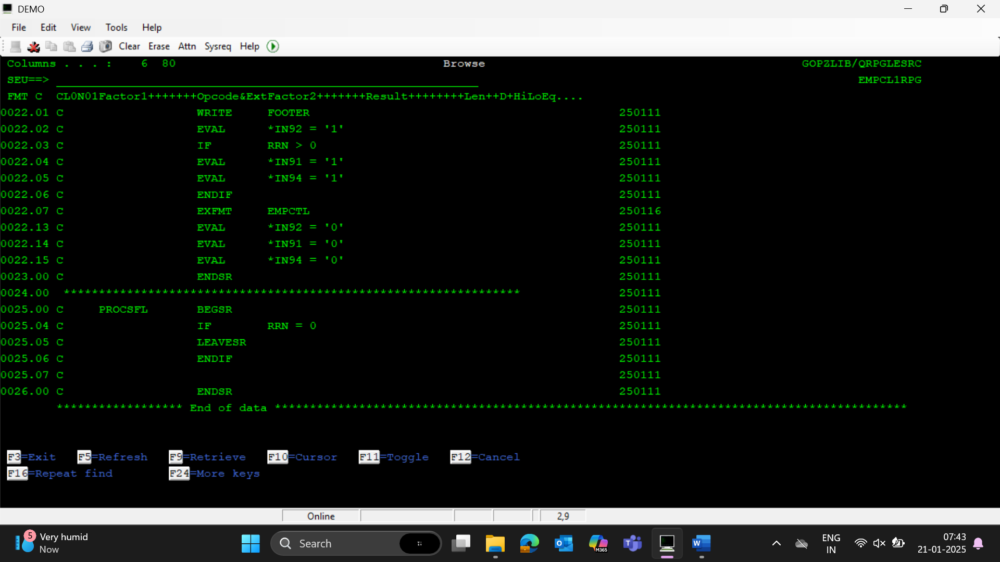 DEMO
File Edit View Tools Help
Clear Erase Attn Sysreq Help
Columns . . . : 6 80 Browse GOPZLIB/QRPGLESRC
SEU==> EMPCL1RPG
FMT C CL0N01Factor1+++++++Opcode&ExtFactor2+++++++Result++++++++Len++D+HiLoEq....
0022.01 C WRITE FOOTER 250111
0022.02 C EVAL *IN92 = '1' 250111
0022.03 C IF RRN > 0 250111
0022.04 C EVAL *IN91 = '1' 250111
0022.05 C EVAL *IN94 = '1' 250111
0022.06 C ENDIF 250111
0022.07 C EXFMT EMPCTL 250116
0022.13 C EVAL *IN92 = '0' 250111
0022.14 C EVAL *IN91 = '0' 250111
0022.15 C EVAL *IN94 = '0' 250111
0023.00 C ENDSR 250111
0024.00 ***************************************************************** 250111
0025.00 C PROCSFL BEGSR 250111
0025.04 C IF RRN = 0 250111
0025.05 C LEAVESR 250111
0025.06 C ENDIF 250111
0025.07 C 250111
0026.00 C ENDSR 250111
****************** End of data ******************************************************************************************
F3=Exit F5=Refresh F9=Retrieve F10=Cursor F11=Toggle F12=Cancel
F16=Repeat find F24=More keys
Online 2,9
5 Very humid
Now
Search
M365
ENG
IN
07:43
21-01-2025